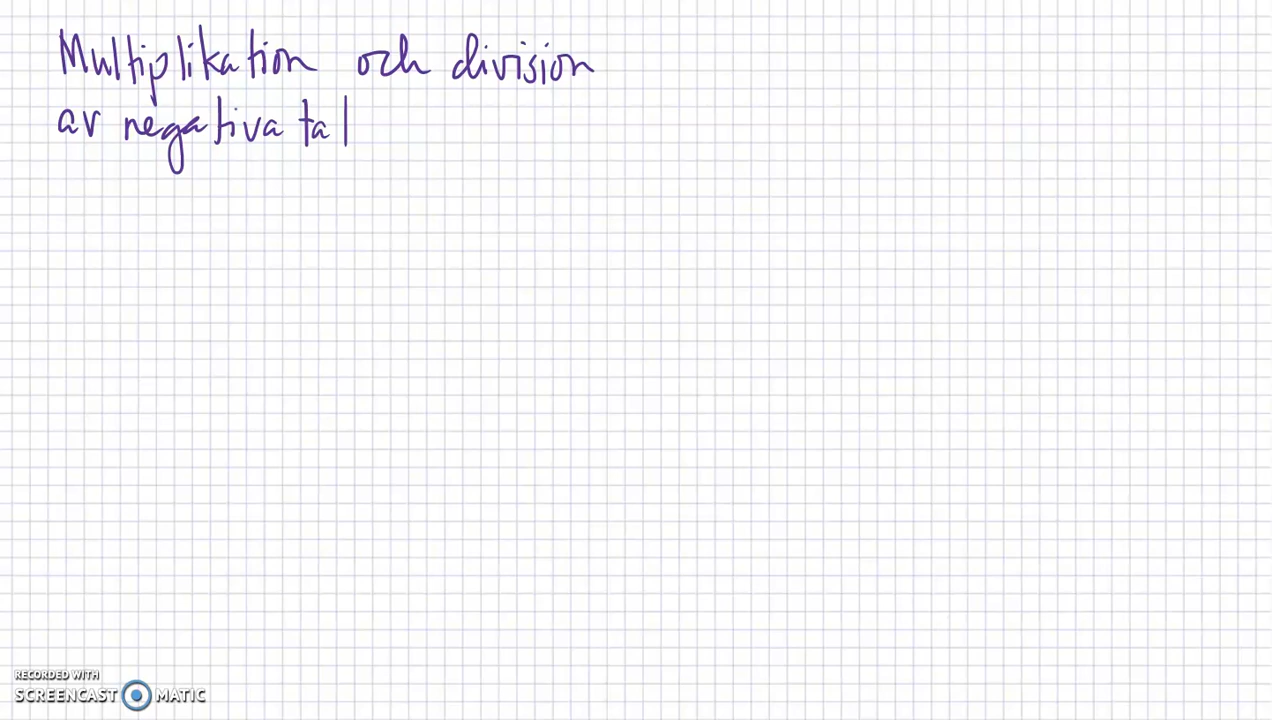 Multiplikation och division
av negativa tal
RECORDED WITH
SCREENCAST MATIC